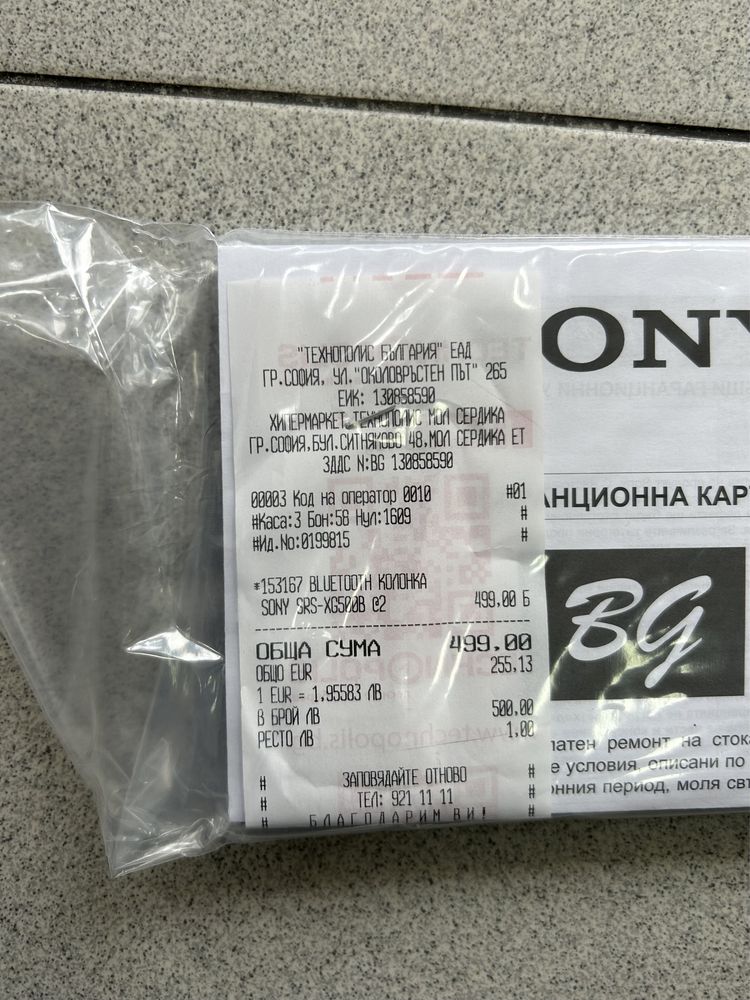 "ТЕХНОПОЛИС БЪЛГАРИЯ" ЕАД
ГР.СОФИЯ, УЛ."ОКОЛОВРЪСТЕН ПЪТ" 265
ЕИК: 130858590
ХИПЕРМАРКЕТ ТЕХНОПОЛИС МОЛ СЕРДИКА
ГР.СОФИЯ,БУЛ.СИТНЯКОВО 48,МОЛ СЕРДИКА ЕТ
ЗДДС N:BG 130858590
00003 Код на оператор 0010 #01
#Каса:3 Бон:58 Нул:1609 #
#Ид.No:0199815 #
*153167 BLUETOOTH КОЛОНКА
SONY SRS-XG500B @2 499,00 Б
ОБЩА СУМА 499,00
ОБЩО EUR 255,13
1 EUR = 1,95583 ЛВ
В БРОЙ ЛВ 500,00
РЕСТО ЛВ 1,00
# ЗАПОВЯДАЙТЕ ОТНОВО #
# ТЕЛ: 921 11 11 #
# БЛАГОДАРИМ ВИ! #
ONY
АНЦИОННА КАР
BG
латен ремонт на сток
е условия, описани по
онния период, моля свъ